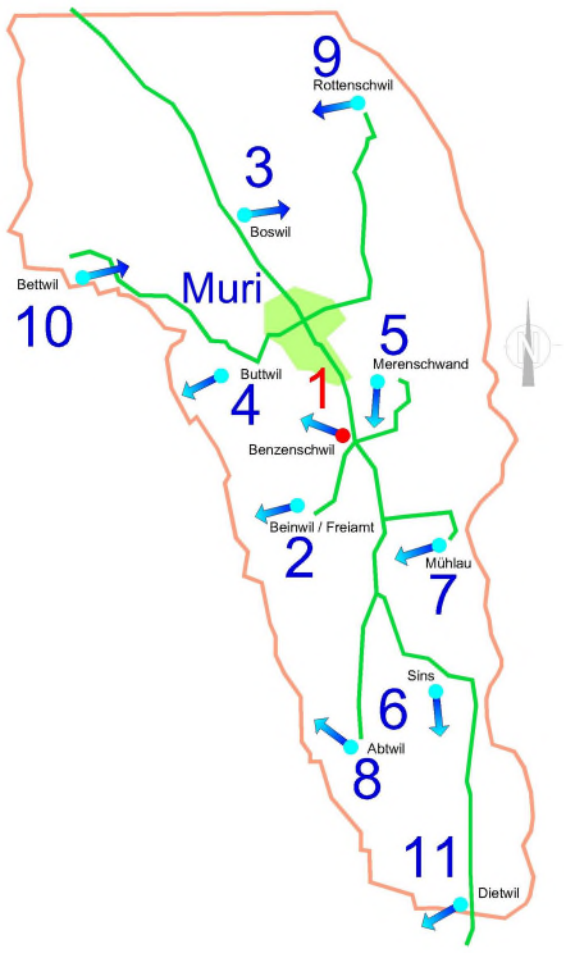 9
Rottenschwil
3
Boswil
Bettwil
10
Muri
5
Merenschwand
N
Buttwil
4
1
Benzenschwil
Beinwil / Freiamt
2
Mühlau
7
Sins
6
Abtwil
8
11
Dietwil